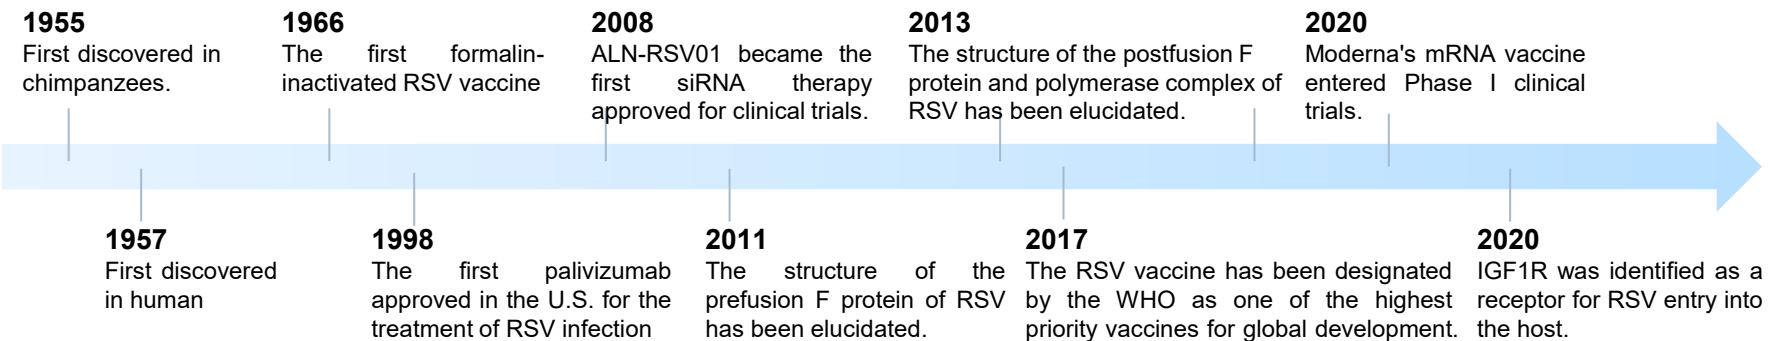 1955
First discovered in
chimpanzees.
1966
The first formalin-
inactivated RSV vaccine
2008
ALN-RSV01 became the
first siRNA therapy
approved for clinical trials.
2013
The structure of the postfusion F
protein and polymerase complex of
RSV has been elucidated.
2020
Moderna's mRNA vaccine
entered Phase I clinical
trials.
1957
First discovered
in human
1998
The first palivizumab
approved in the U.S. for the
treatment of RSV infection
2011
The structure of the
prefusion F protein of RSV
has been elucidated.
2017
The RSV vaccine has been designated
by the WHO as one of the highest
priority vaccines for global development.
2020
IGF1R was identified as a
receptor for RSV entry into
the host.